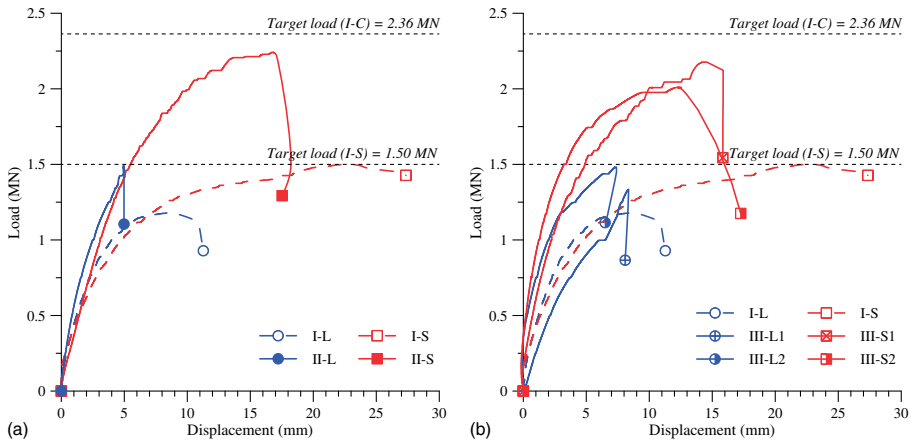 Target load (I-C) = 2.36 MN
Target load (I-S) = 1.50 MN
Load (MN)
2.5
2
1.5
1
0.5
0
0 5 10 15 20 25 30
Displacement (mm)
I-L I-S
II-L II-S
(a)
Target load (I-C) = 2.36 MN
Target load (I-S) = 1.50 MN
Load (MN)
2.5
2
1.5
1
0.5
0
0 5 10 15 20 25 30
Displacement (mm)
I-L I-S
III-L1 III-S1
III-L2 III-S2
(b)